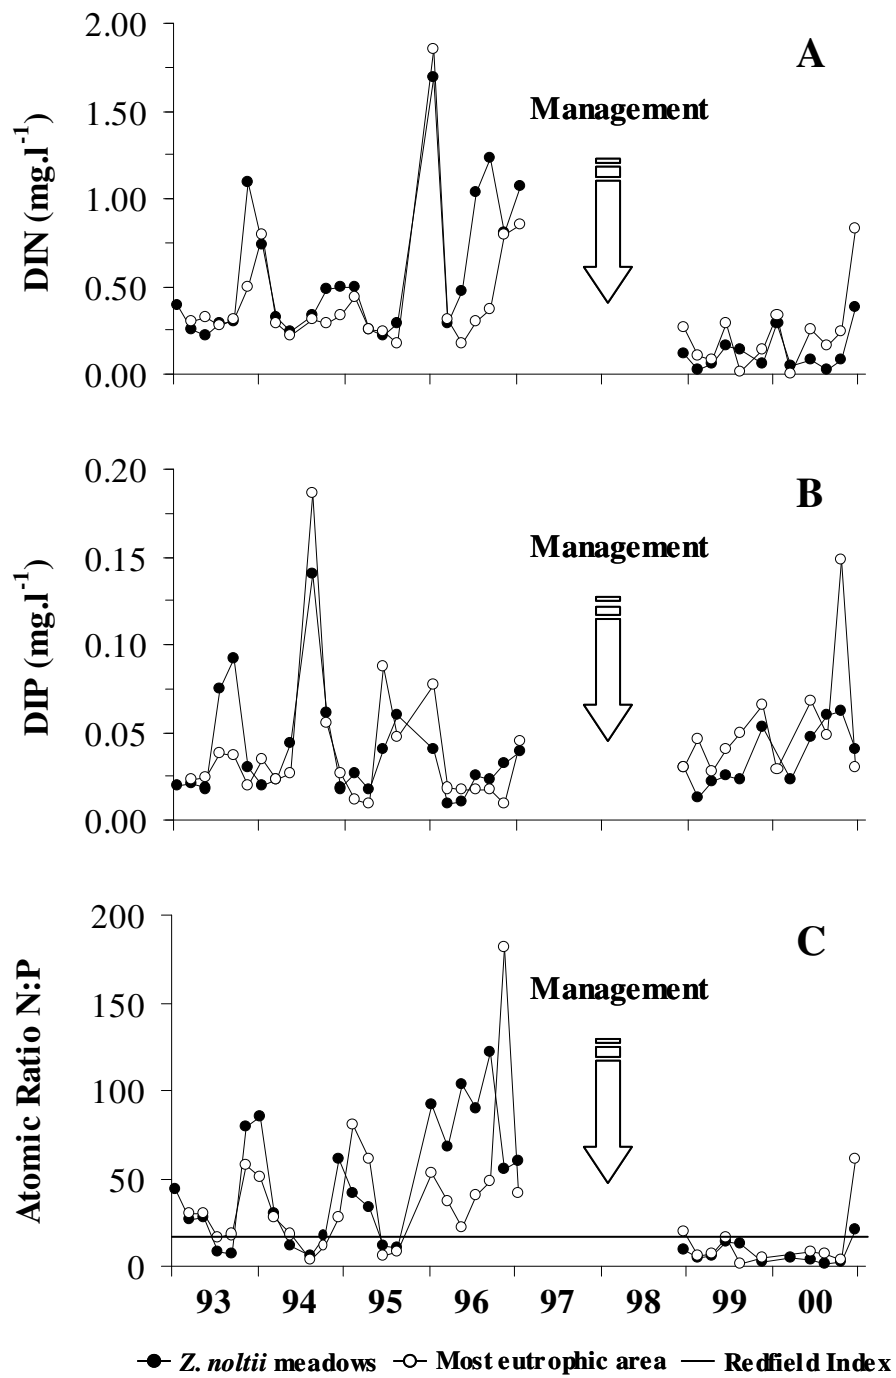 A
DIN (mg.l-1)
2.00
1.50
1.00
0.50
0.00
Management
B
DIP (mg.l-1)
0.20
0.15
0.10
0.05
0.00
Management
C
Atomic Ratio N:P
200
150
100
50
0
Management
93 94 95 96 97 98 99 00
Z. noltii meadows Most eutrophic area Redfield Index